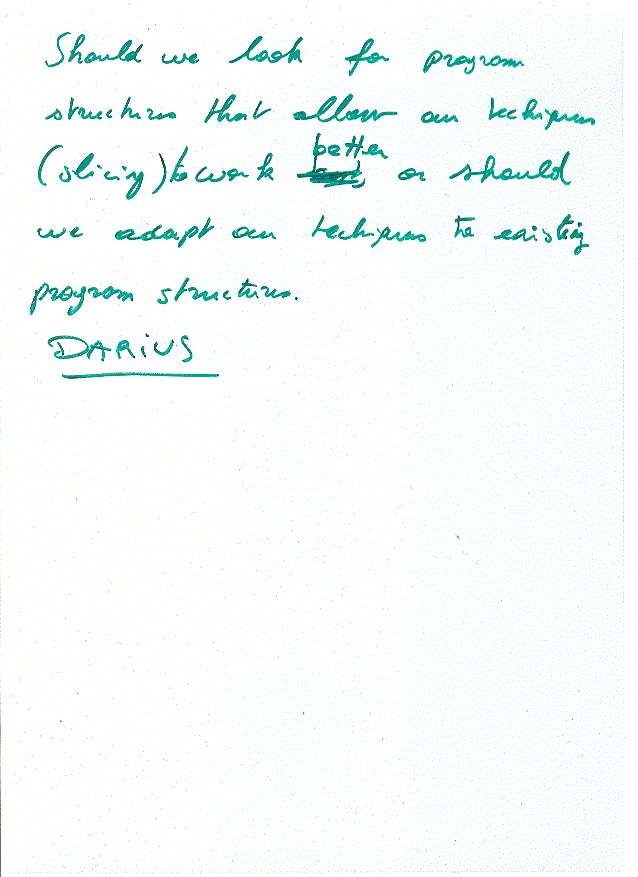 Should we look for program
structures that allow our techniques
(slicing) to work better or should
we adapt our techniques to existing
program structures.
DARIUS